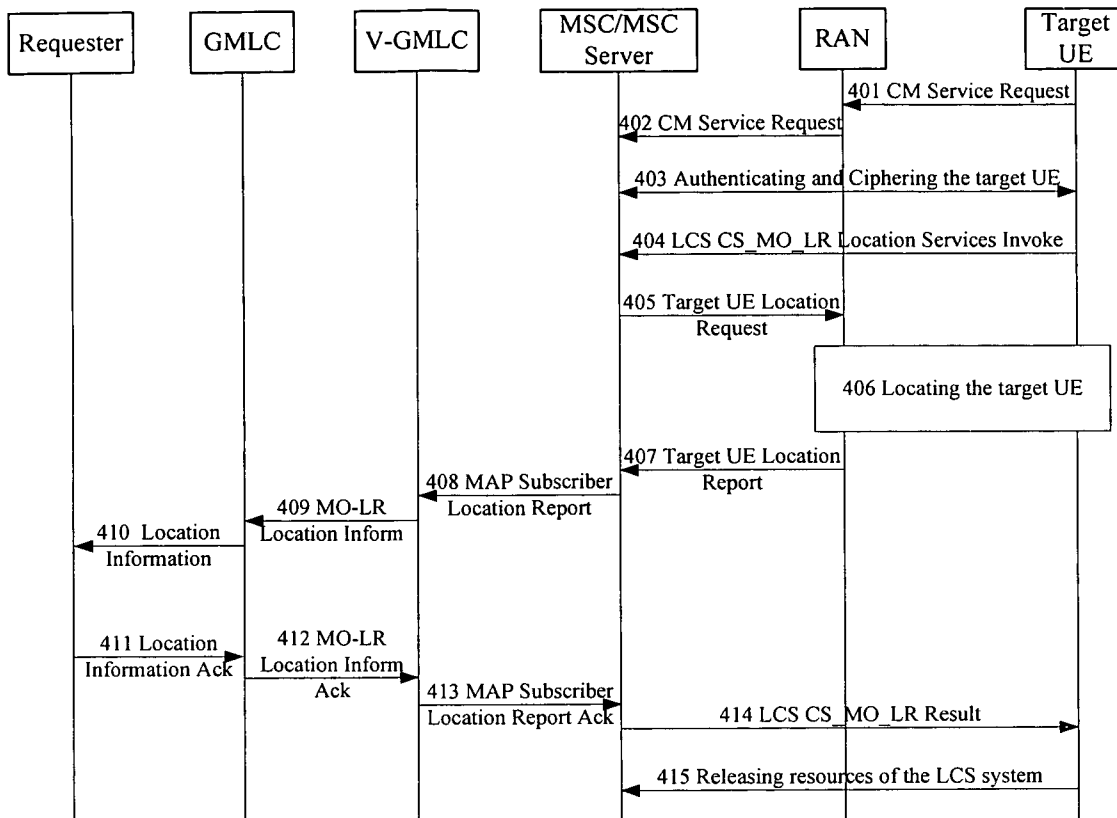 Requester
GMLC
V-GMLC
MSC/MSC
Server
RAN
Target
UE
401 CM Service Request
402 CM Service Request
403 Authenticating and Ciphering the target UE
404 LCS CS_MO_LR Location Services Invoke
405 Target UE Location
Request
406 Locating the target UE
407 Target UE Location
Report
408 MAP Subscriber
Location Report
409 MO-LR
Location Inform
410 Location
Information
411 Location
Information Ack
412 MO-LR
Location Inform
Ack
413 MAP Subscriber
Location Report Ack
414 LCS CS_MO_LR Result
415 Releasing resources of the LCS system